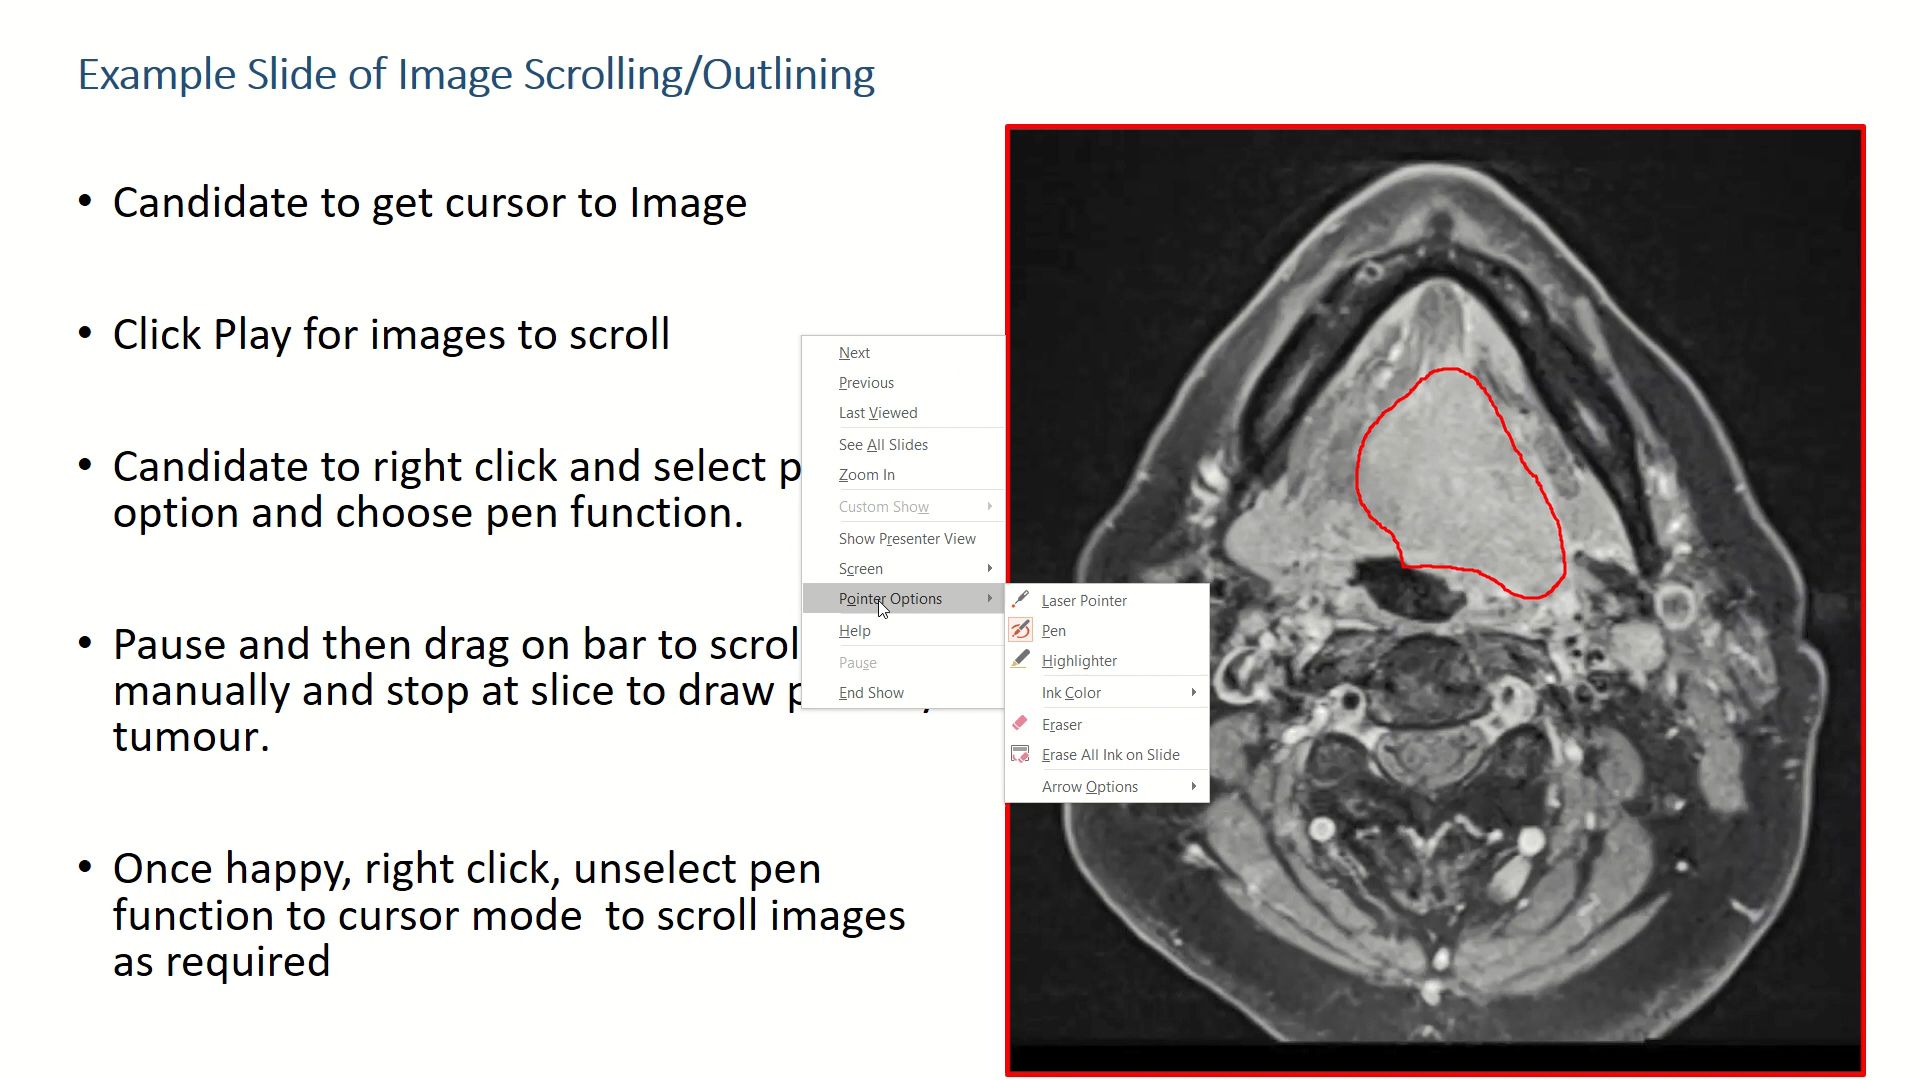 Example Slide of Image Scrolling/Outlining
• Candidate to get cursor to Image
• Click Play for images to scroll
• Candidate to right click and select
option and choose pen function.
• Pause and then drag on bar to scrol
manually and stop at slice to draw
tumour.
• Once happy, right click, unselect pen
function to cursor mode  to scroll images
as required
Next
Previous
Last Viewed
See All Slides
Zoom In
Custom Show
Show Presenter View
Screen
Pointer Options
Help
Pause
End Show
Laser Pointer
Pen
Highlighter
Ink Color
Eraser
Erase All Ink on Slide
Arrow Options